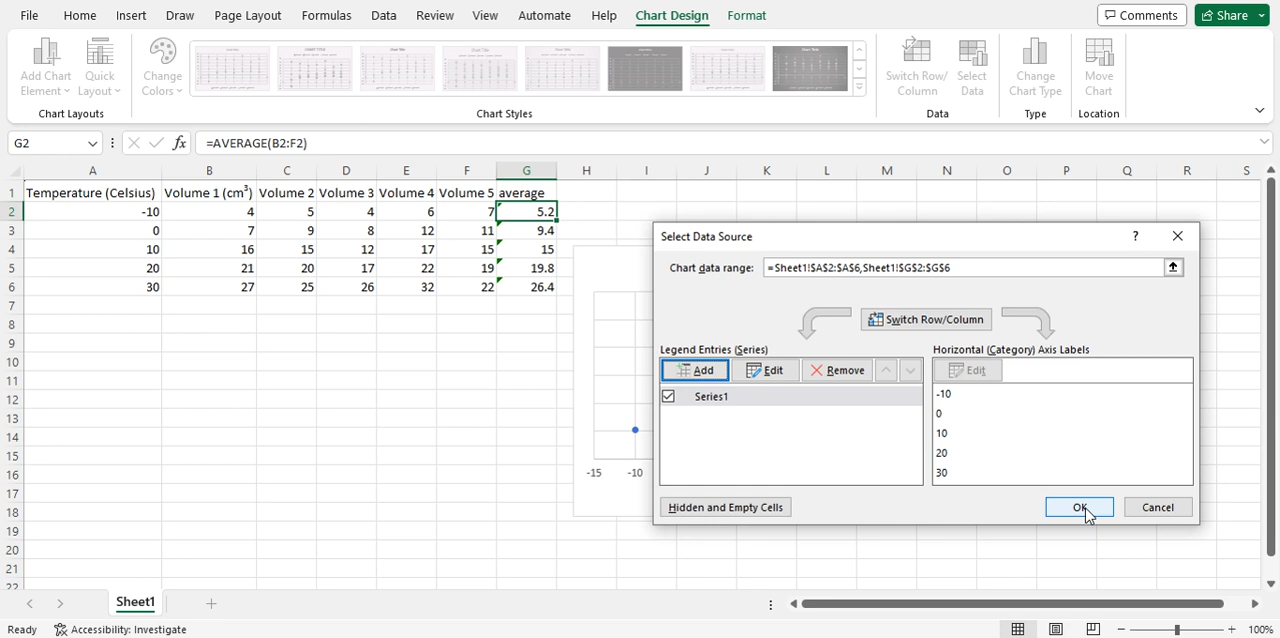 File Home Insert Draw Page Layout Formulas Data Review View Automate Help Chart Design Format Comments Share
Add Chart Element Quick Layout Change Colors Switch Row/Column Select Data Change Chart Type Move Chart
Chart Layouts Chart Styles Data Type Location
G2 fx =AVERAGE(B2:F2)
A B C D E F G H I J K L M N O P Q R S
1 Temperature (Celsius) Volume 1 (cm³) Volume 2 Volume 3 Volume 4 Volume 5 average
2 -10 4 5 4 6 7 5.2
3 0 7 9 8 12 11 9.4
4 10 16 15 12 17 15 15
5 20 21 20 17 22 19 19.8
6 30 27 25 26 32 22 26.4
7
8
9
10
11
12
13
14
15
16
17
18
19
20
21
22
-15 -10
Select Data Source ?
Chart data range: =Sheet1!$A$2:$A$6,Sheet1!$G$2:$G$6
Switch Row/Column
Legend Entries (Series) Horizontal (Category) Axis Labels
Add Edit Remove Edit
Series1
-10
0
10
20
30
Hidden and Empty Cells OK Cancel
Sheet1
Ready Accessibility: Investigate 100%